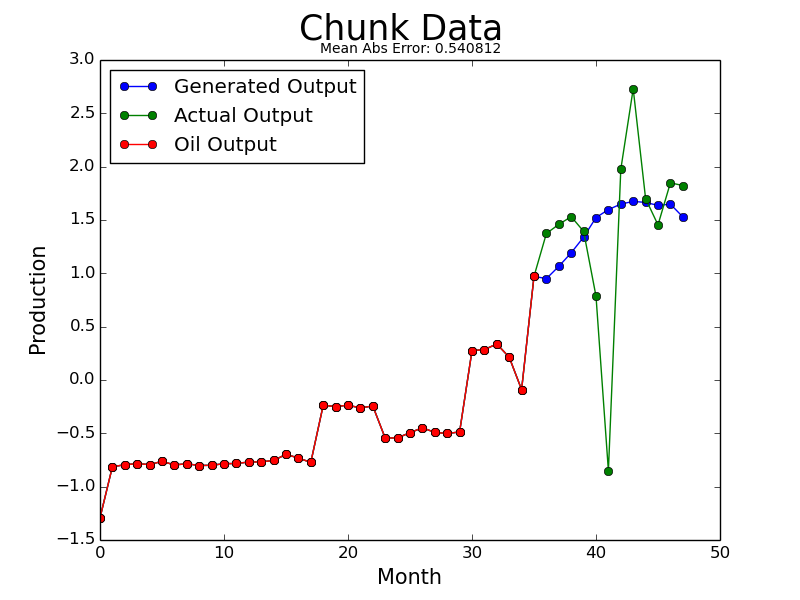 Chunk Data
Mean Abs Error: 0.540812
Generated Output
Actual Output
Oil Output
3.0
2.5
2.0
1.5
1.0
0.5
0.0
−0.5
−1.0
−1.5
Production
0 10 20 30 40 50
Month